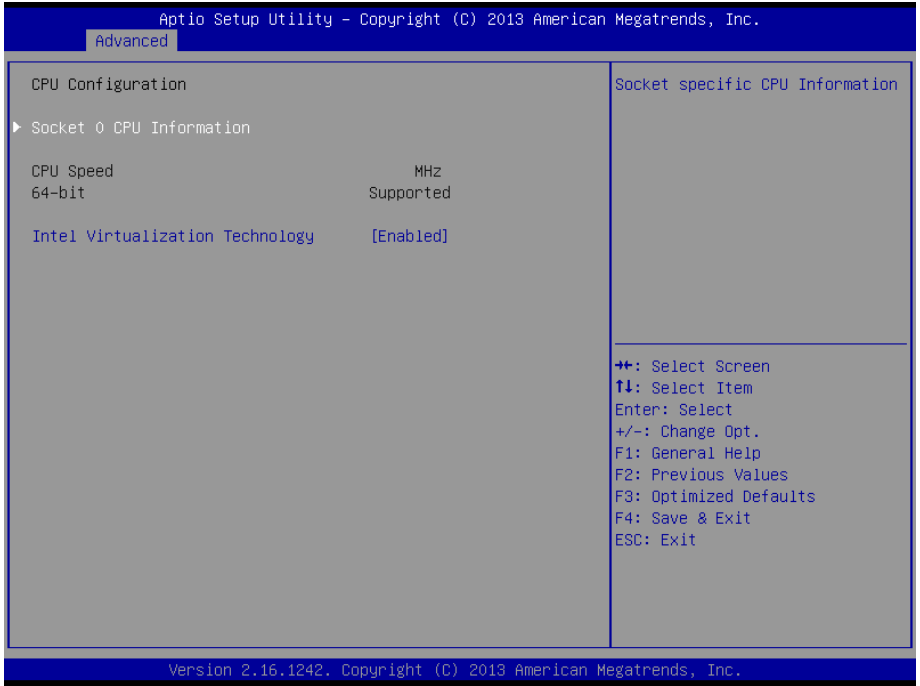 Aptio Setup Utility – Copyright (C) 2013 American Megatrends, Inc.
Advanced
CPU Configuration
Socket 0 CPU Information
CPU Speed MHz
64-bit Supported
Intel Virtualization Technology [Enabled]
Socket specific CPU Information
→←: Select Screen
↑↓: Select Item
Enter: Select
+/-: Change Opt.
F1: General Help
F2: Previous Values
F3: Optimized Defaults
F4: Save & Exit
ESC: Exit
Version 2.16.1242. Copyright (C) 2013 American Megatrends, Inc.